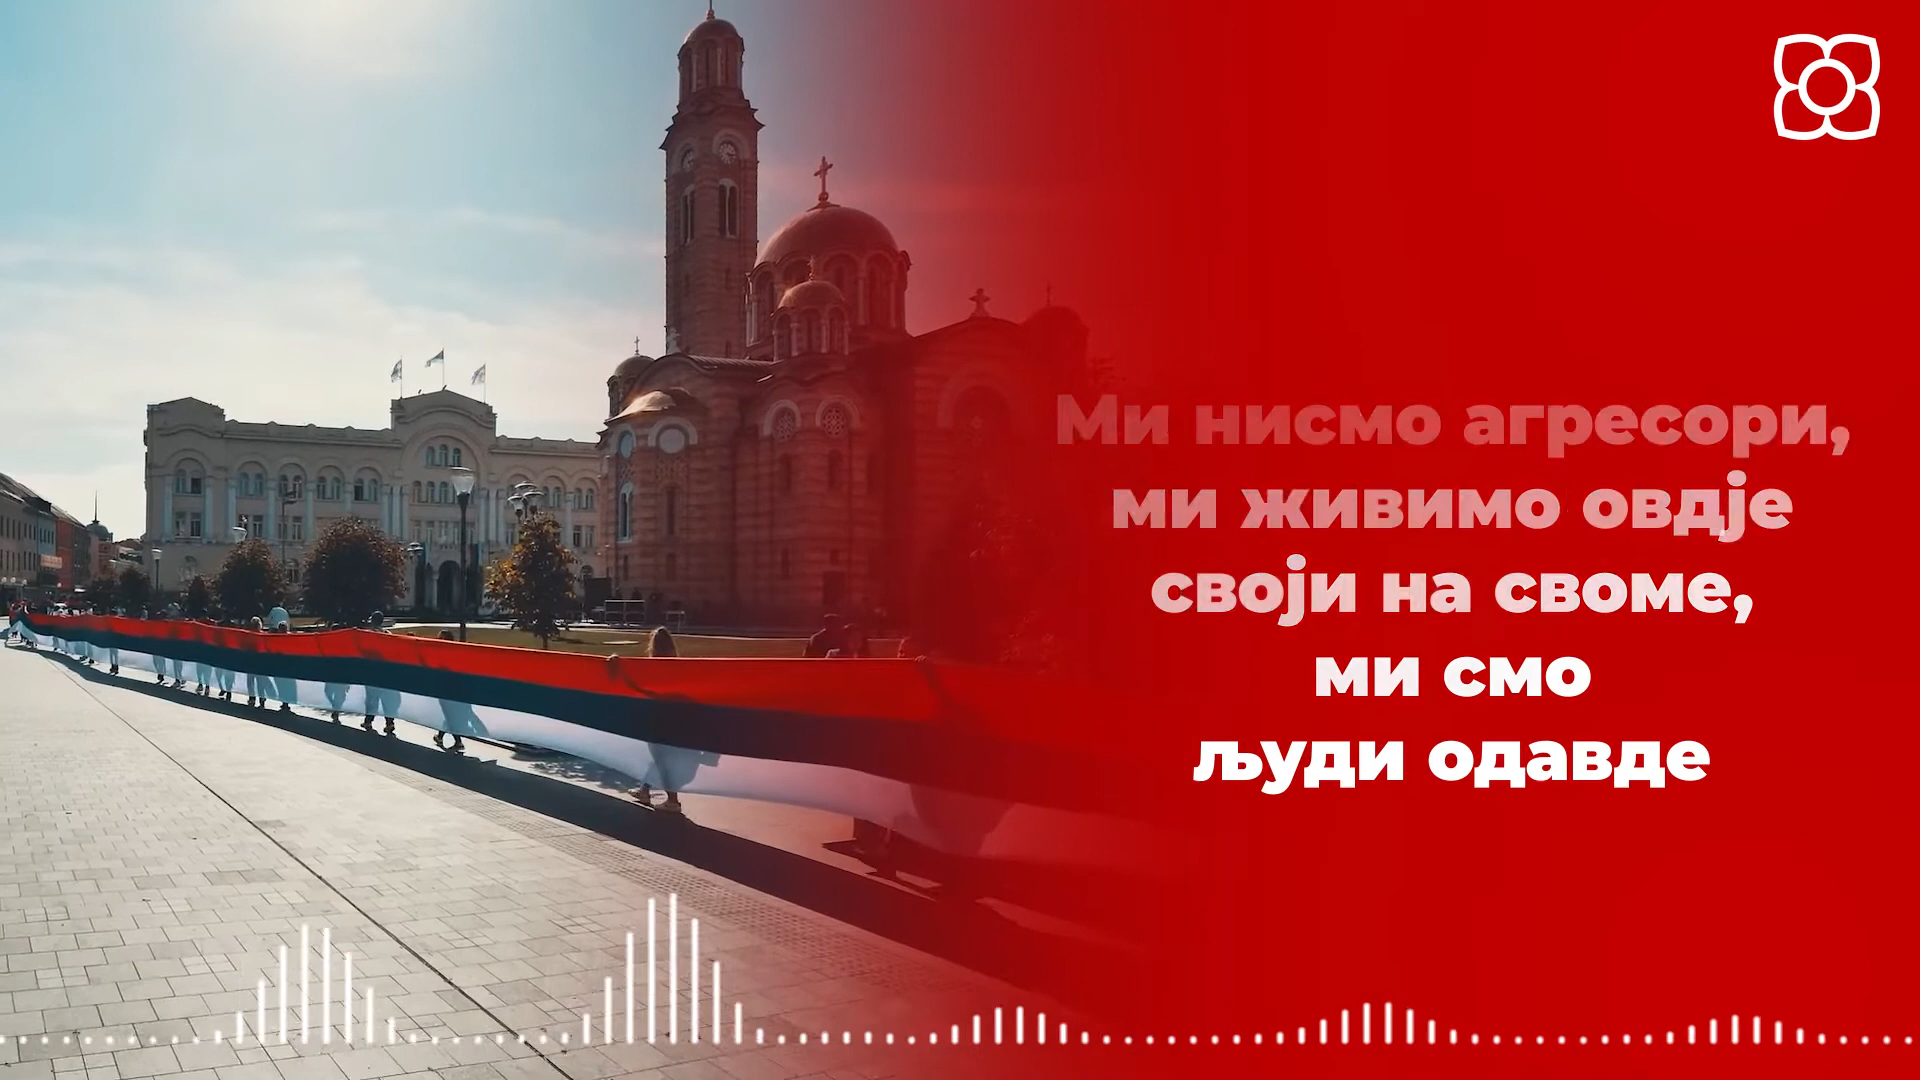 Ми нисмо агресори,
ми живимо овдје
своји на своме,
ми смо
људи одавде